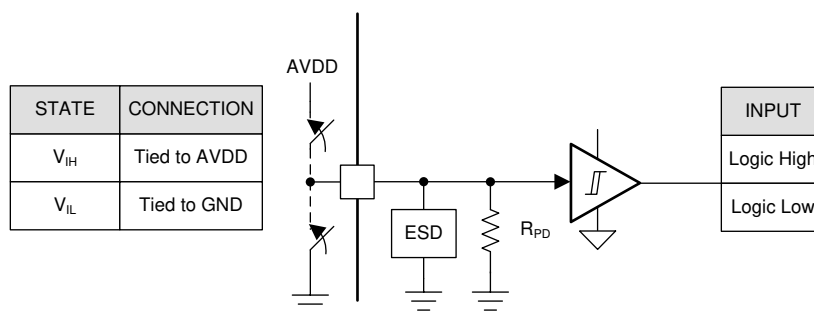 AVDD
STATE CONNECTION
V_IH Tied to AVDD
V_IL Tied to GND
ESD
R_PD
INPUT
Logic High
Logic Low